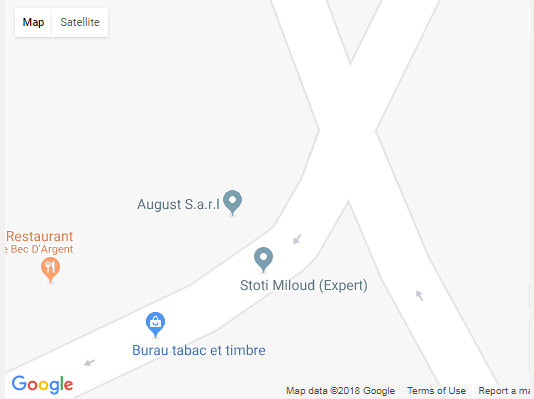 Map Satellite
August S.a.r.l
Restaurant
e Bec D'Argent
Stoti Miloud (Expert)
Burau tabac et timbre
Google
Map data ©2018 Google Terms of Use Report a ma